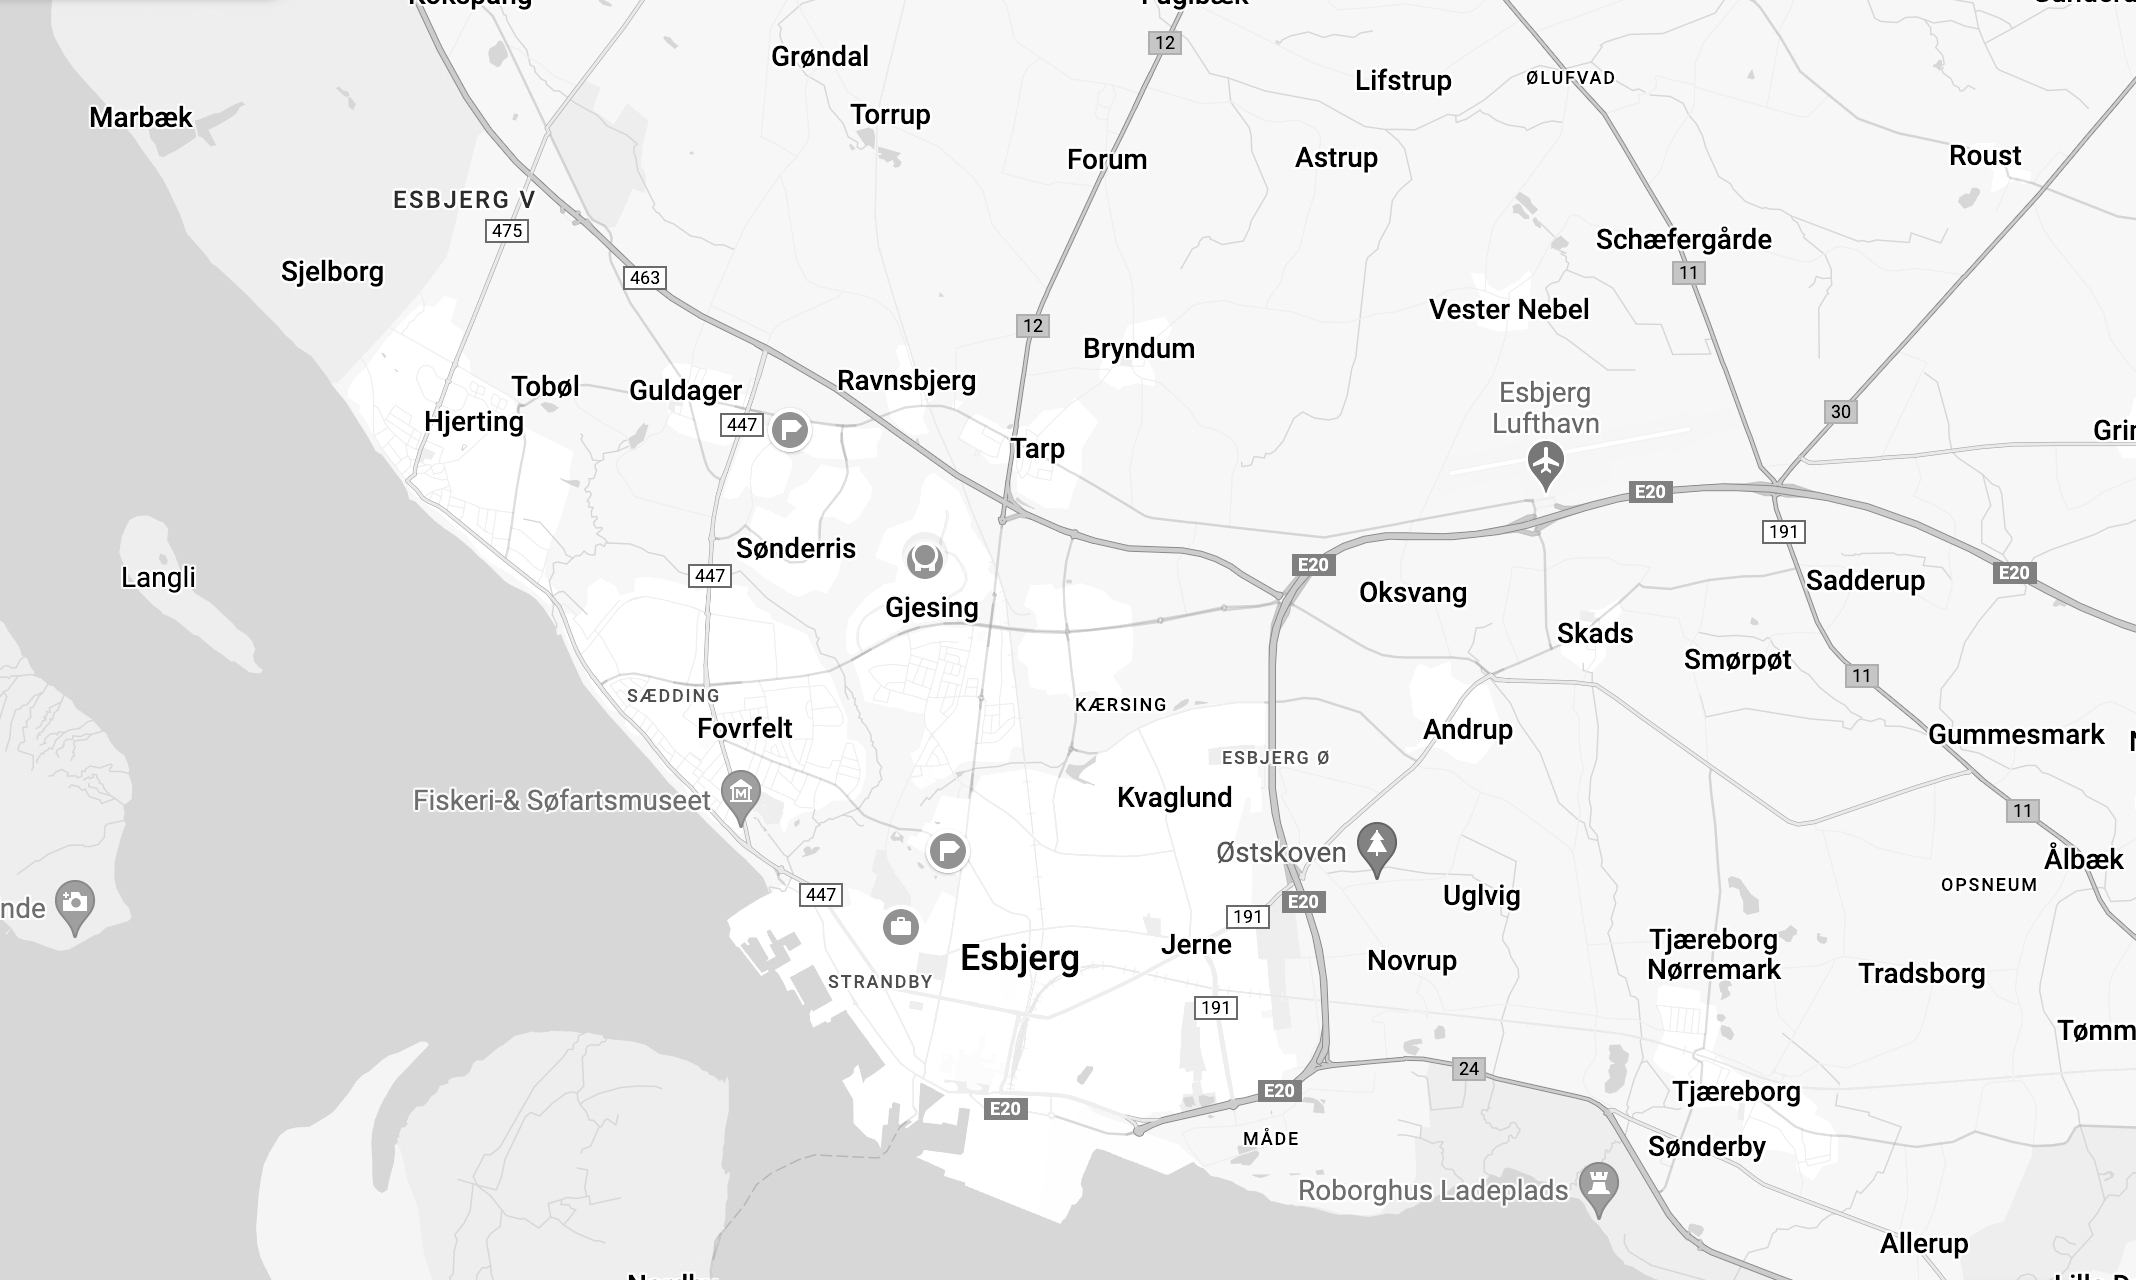 12
Grøndal
Lifstrup
ØLUFVAD
Marbæk
Torrup
Forum
Astrup
Roust
ESBJERG V
475
Schæfergårde
Sjelborg
463
11
Vester Nebel
12
Bryndum
Tobøl
Guldager
Ravnsbjerg
Esbjerg
Lufthavn
30
Hjerting
447
Tarp
E20
191
Sønderris
447
E20
E20
Langli
Gjesing
Oksvang
Sadderup
Skads
Smørpøt
11
SÆDDING
KÆRSING
Fovrfelt
Andrup
Gummesmark
ESBJERG Ø
Fiskeri-& Søfartsmuseet
Kvaglund
11
Østskoven
Ålbæk
447
Uglvig
OPSNEUM
E20
191
nde
Esbjerg
Jerne
Novrup
Tjæreborg
Nørremark
Tradsborg
STRANDBY
191
Tømm
24
E20
E20
Tjæreborg
MÅDE
Sønderby
Roborghus Ladeplads
Allerup